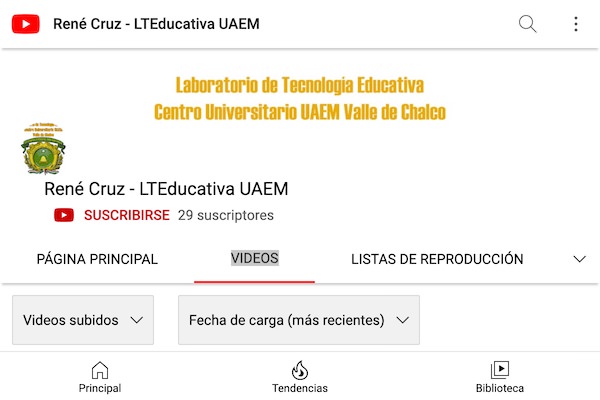 René Cruz - LTEducativa UAEM
Laboratorio de Tecnología Educativa
Centro Universitario UAEM Valle de Chalco
René Cruz - LTEducativa UAEM
SUSCRIBIRSE 29 suscriptores
PÁGINA PRINCIPAL VIDEOS LISTAS DE REPRODUCCIÓN
Videos subidos Fecha de carga (más recientes)
Principal Tendencias Biblioteca